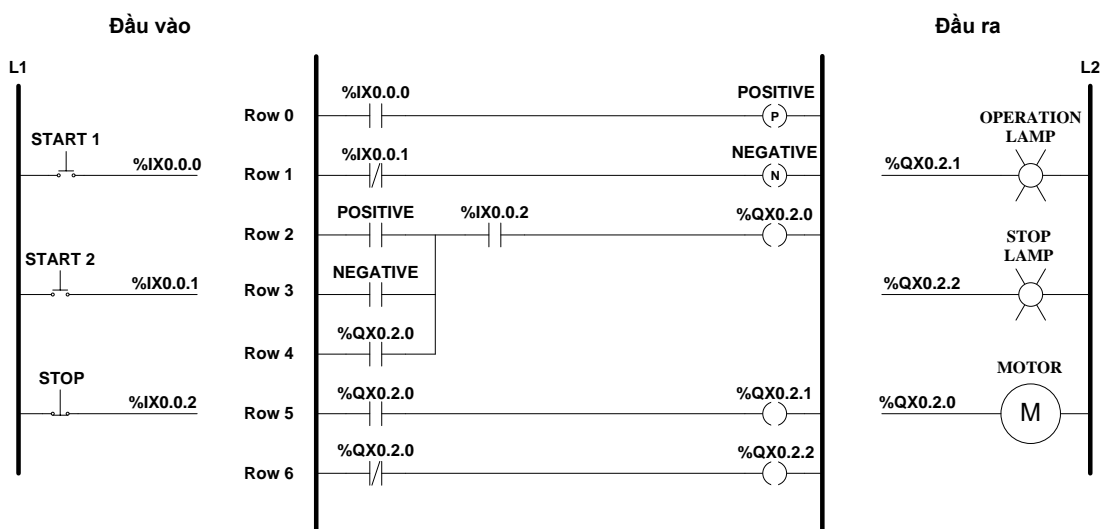 Đầu vào
Đầu ra
L1
L2
START 1
%IX0.0.0
START 2
%IX0.0.1
STOP
%IX0.0.2
Row 0
%IX0.0.0
POSITIVE
P
Row 1
%IX0.0.1
NEGATIVE
N
Row 2
POSITIVE
%IX0.0.2
%QX0.2.0
Row 3
NEGATIVE
Row 4
%QX0.2.0
Row 5
%QX0.2.0
%QX0.2.1
Row 6
%QX0.2.0
%QX0.2.2
OPERATION
LAMP
%QX0.2.1
STOP
LAMP
%QX0.2.2
MOTOR
%QX0.2.0
M